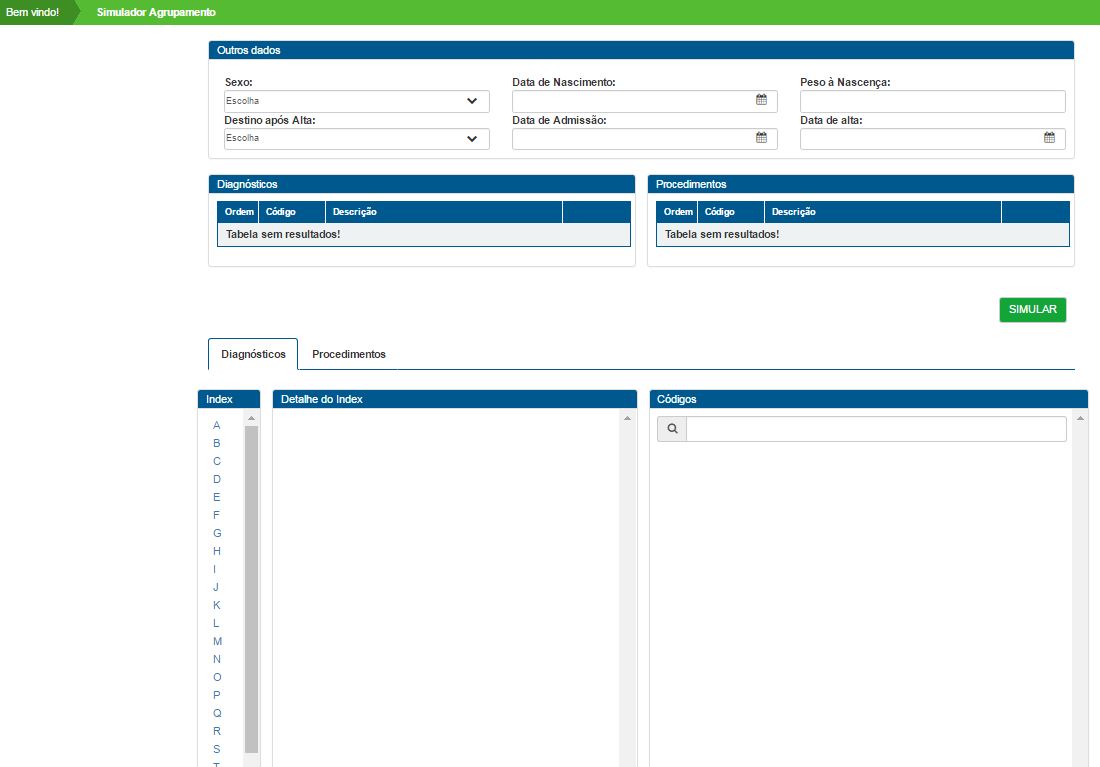 Bem vindo! Simulador Agrupamento
Outros dados
Sexo: Data de Nascimento: Peso à Nascença:
Escolha
Destino após Alta: Data de Admissão: Data de alta:
Escolha
Diagnósticos Procedimentos
Ordem Código Descrição Ordem Código Descrição
Tabela sem resultados! Tabela sem resultados!
SIMULAR
Diagnósticos Procedimentos
Index Detalhe do Index Códigos
A
B
C
D
E
F
G
H
I
J
K
L
M
N
O
P
Q
R
S
T